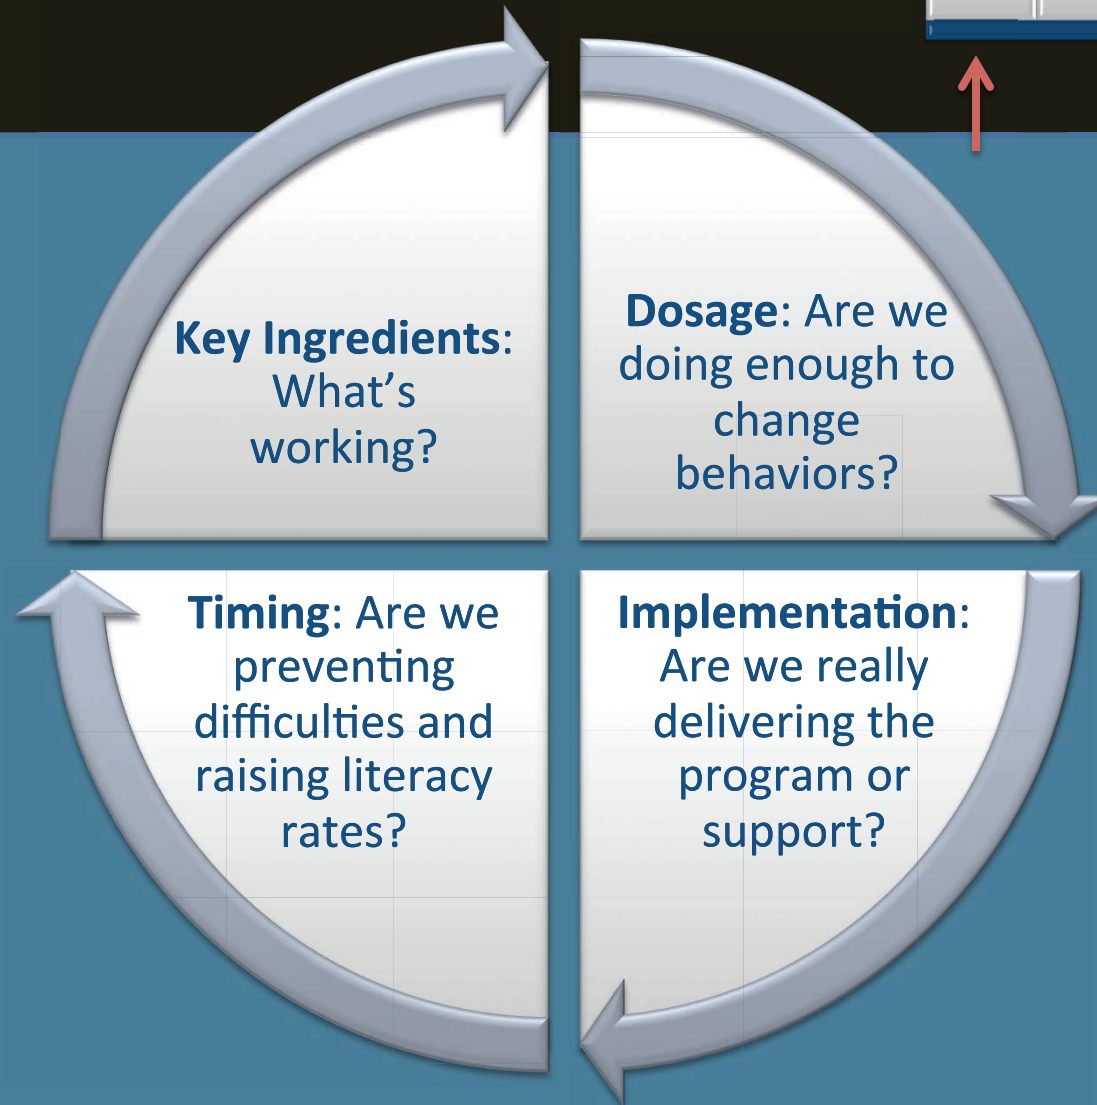 Key Ingredients:
What's
working?
Dosage: Are we
doing enough to
change
behaviors?
Timing: Are we
preventing
difficulties and
raising literacy
rates?
Implementation:
Are we really
delivering the
program or
support?